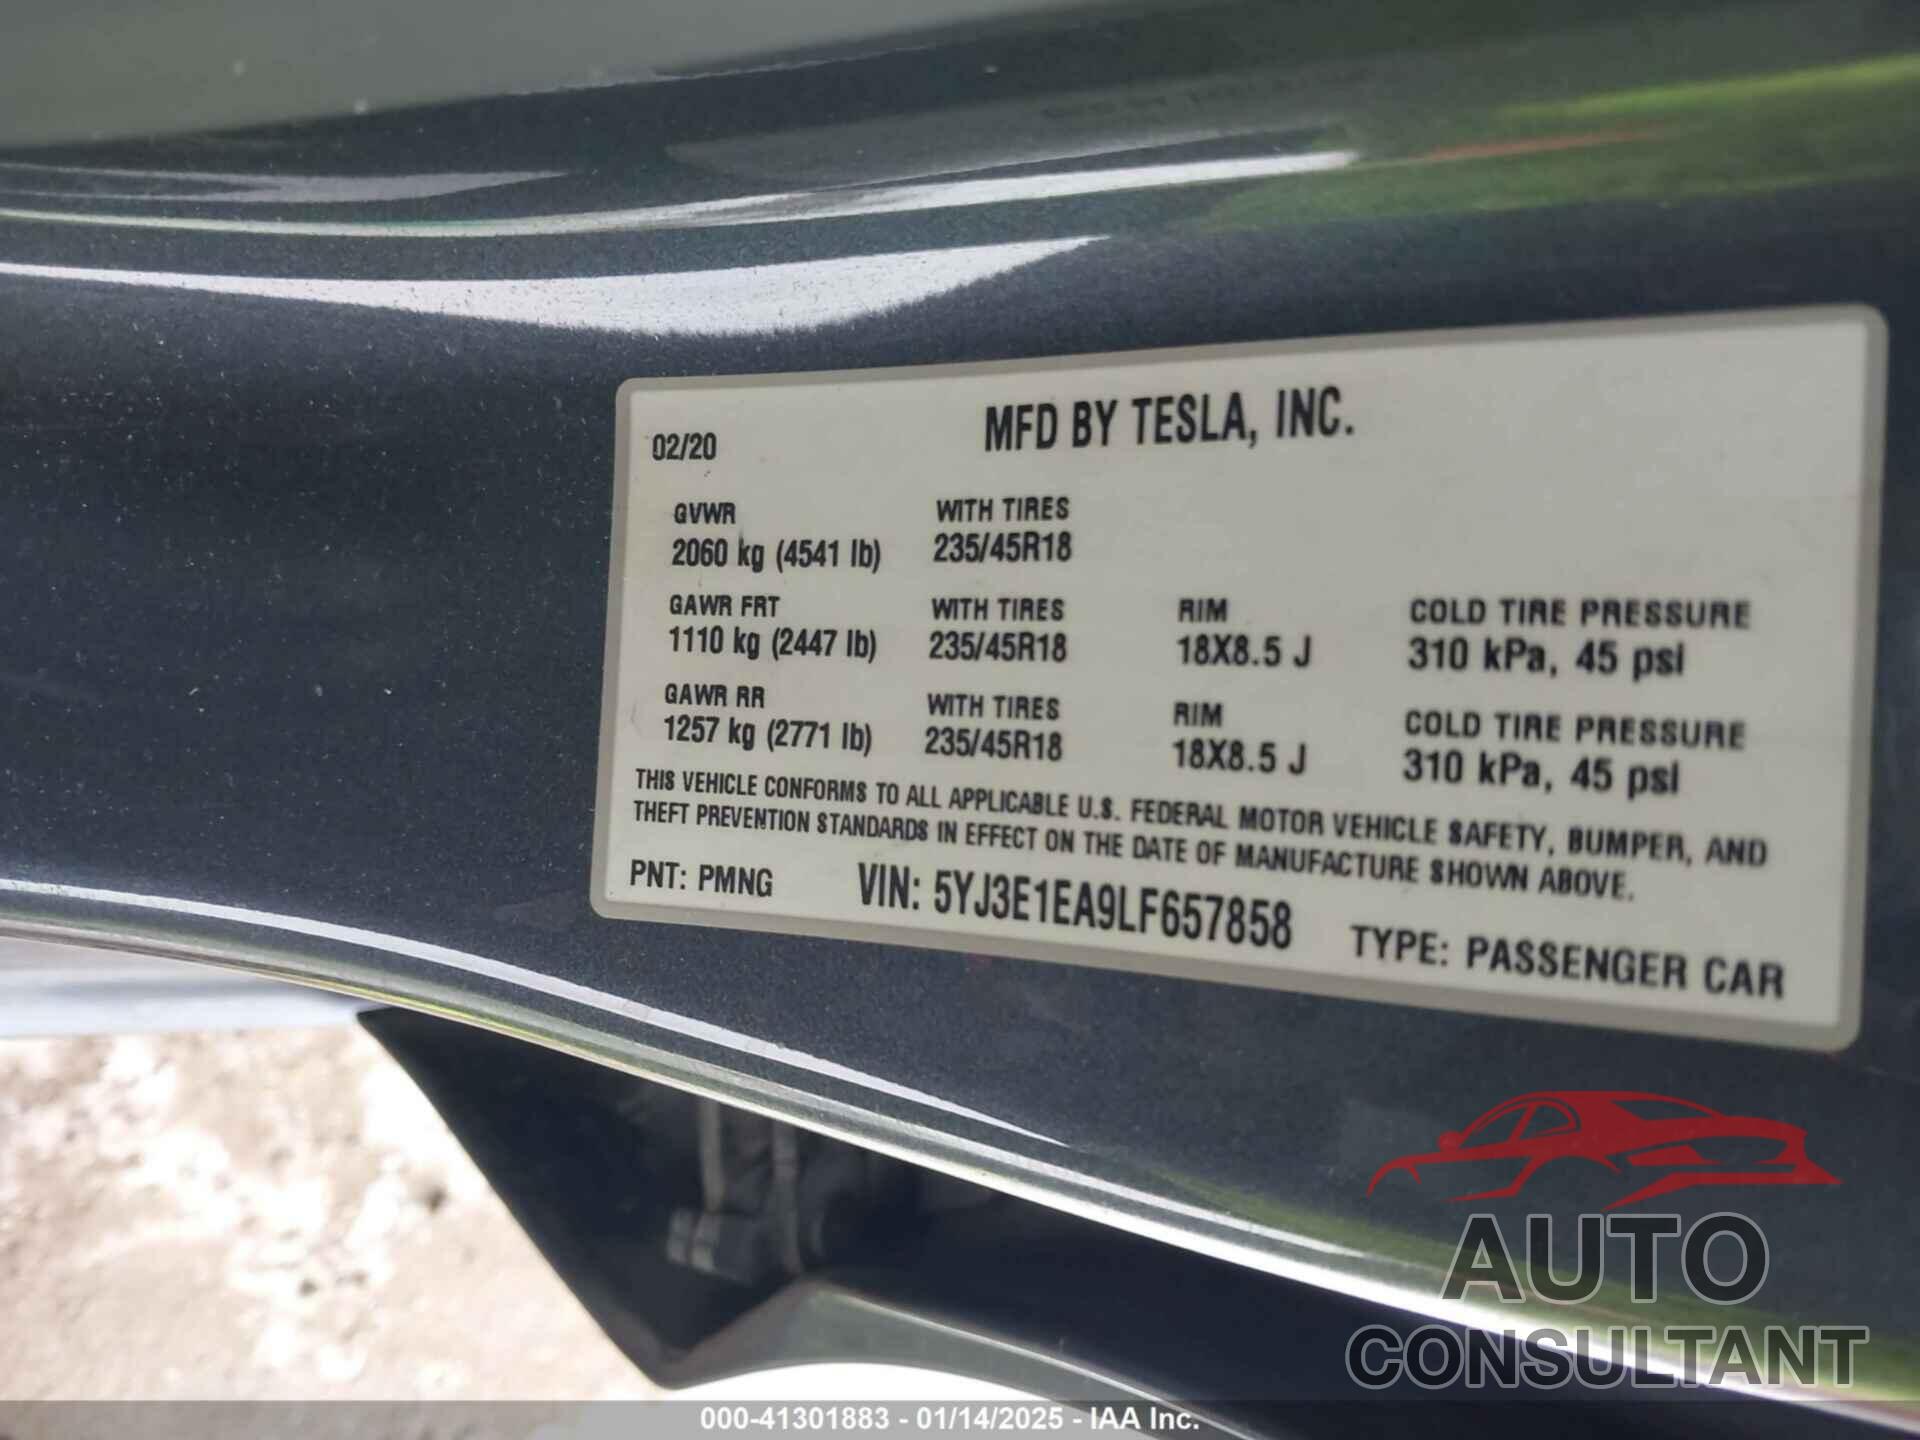 MFD BY TESLA, INC.
02/20
GVWR WITH TIRES
2060 kg (4541 lb) 235/45R18
GAWR FRT WITH TIRES RIM COLD TIRE PRESSURE
1110 kg (2447 lb) 235/45R18 18X8.5 J 310 kPa, 45 psi
GAWR RR WITH TIRES RIM COLD TIRE PRESSURE
1257 kg (2771 lb) 235/45R18 18X8.5 J 310 kPa, 45 psi
THIS VEHICLE CONFORMS TO ALL APPLICABLE U.S. FEDERAL MOTOR VEHICLE SAFETY, BUMPER, AND
THEFT PREVENTION STANDARDS IN EFFECT ON THE DATE OF MANUFACTURE SHOWN ABOVE.
PNT: PMNG VIN: 5YJ3E1EA9LF657858 TYPE: PASSENGER CAR
AUTO
CONSULTANT
000-41301883 - 01/14/2025 - IAA Inc.